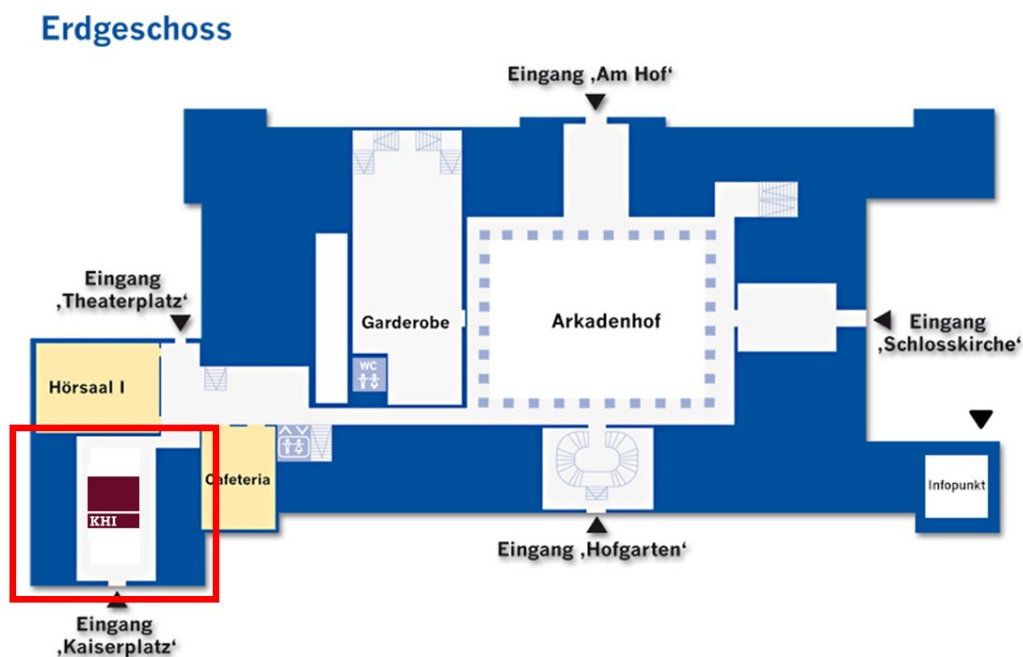 Erdgeschoss
Eingang ‚Am Hof‘
Eingang
‚Theaterplatz‘
Garderobe
Arkadenhof
Eingang
‚Schlosskirche‘
WC
Hörsaal I
Cafeteria
Infopunkt
KHI
Eingang ‚Hofgarten‘
Eingang
‚Kaiserplatz‘